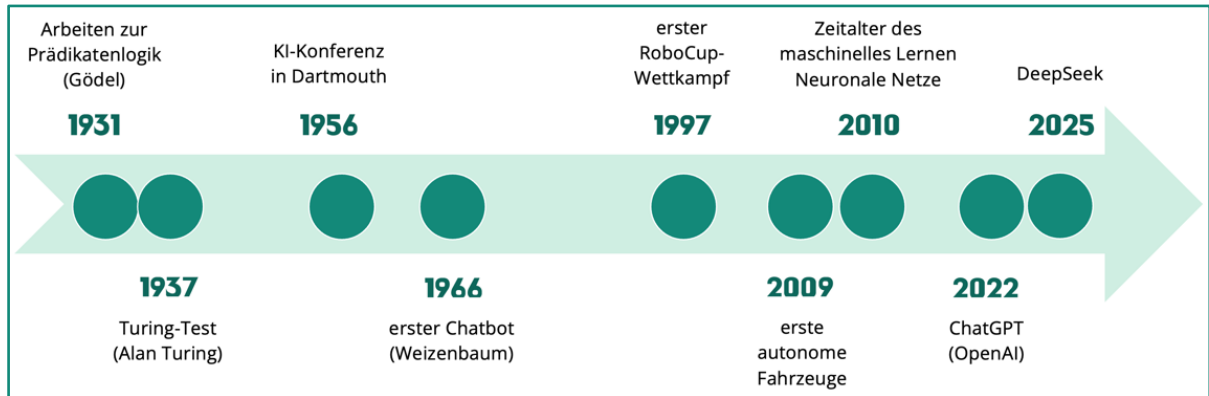 Arbeiten zur
Prädikatenlogik
(Gödel)
1931
KI-Konferenz
in Dartmouth
1956
erster
RoboCup-
Wettkampf
1997
Zeitalter des
maschinelles Lernen
Neuronale Netze
2010
DeepSeek
2025
1937
Turing-Test
(Alan Turing)
1966
erster Chatbot
(Weizenbaum)
2009
erste
autonome
Fahrzeuge
2022
ChatGPT
(OpenAI)